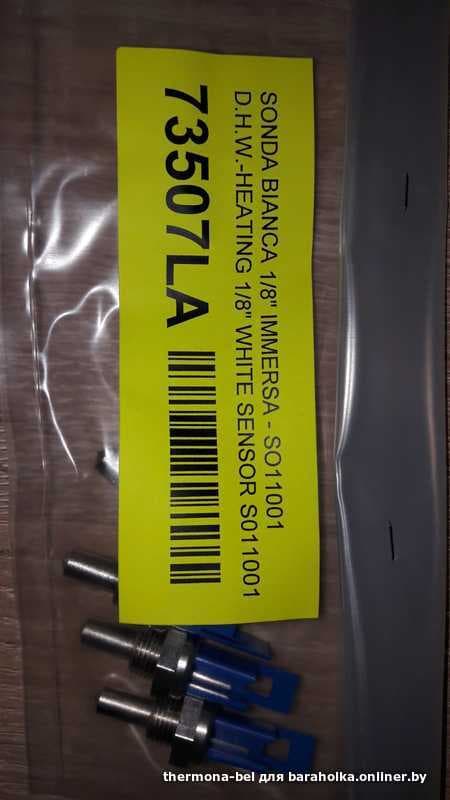 SONDA BIANCA 1/8" IMMERSA - SO11001
D.H.W.-HEATING 1/8" WHITE SENSOR S011001
73507LA
thermona-bel для baraholka.onliner.by